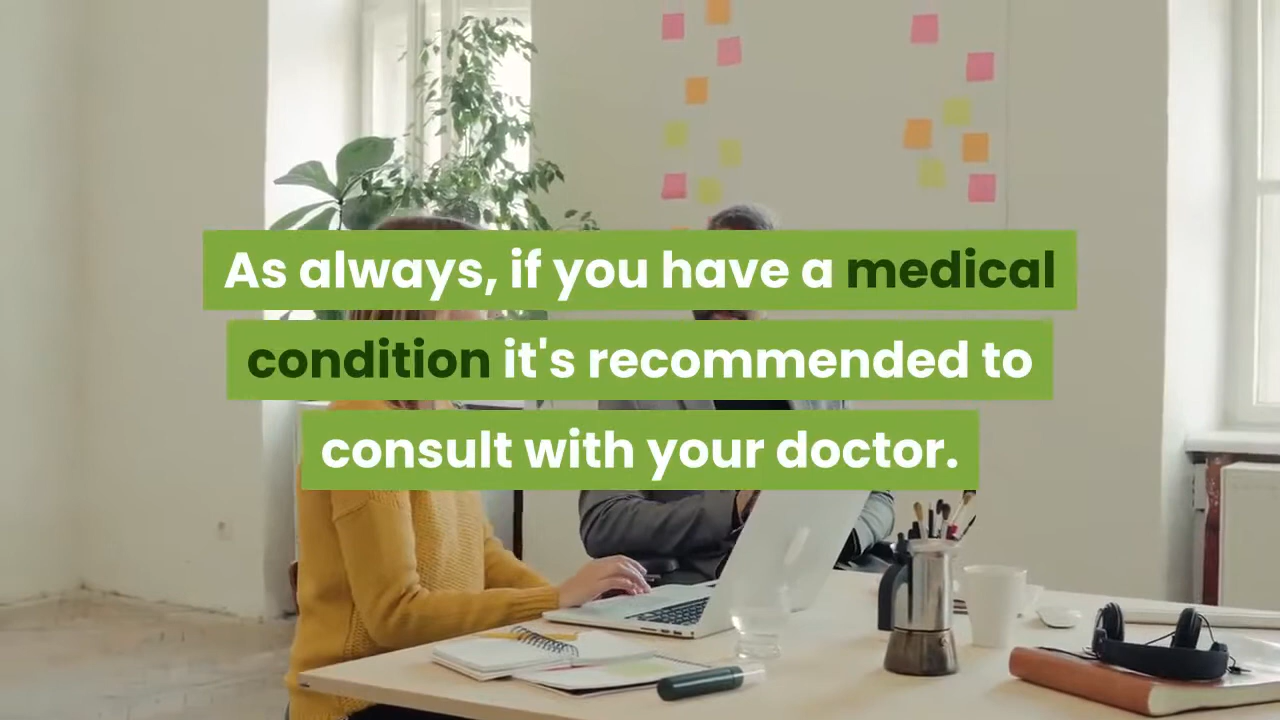 As always, if you have a medical
condition it's recommended to
consult with your doctor.